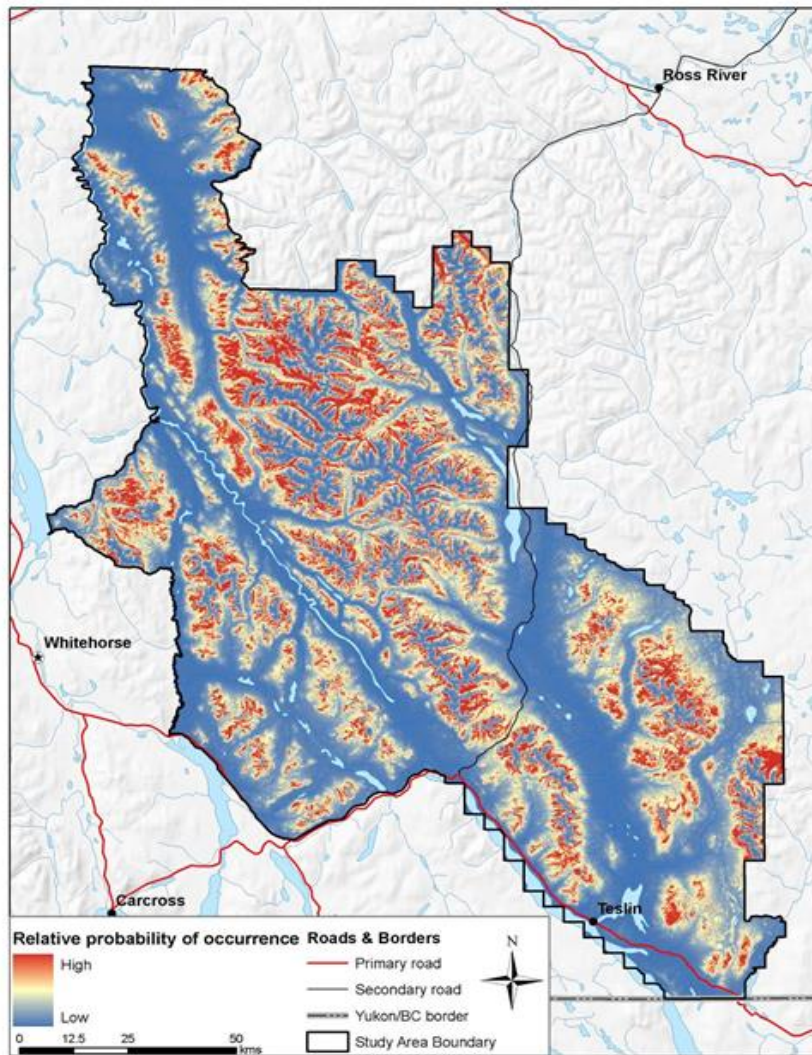 Ross River
Whitehorse
Carcross
Teslin
Relative probability of occurrence
High
Low
0 12.5 25 50
kms
Roads & Borders
Primary road
Secondary road
Yukon/BC border
Study Area Boundary
N